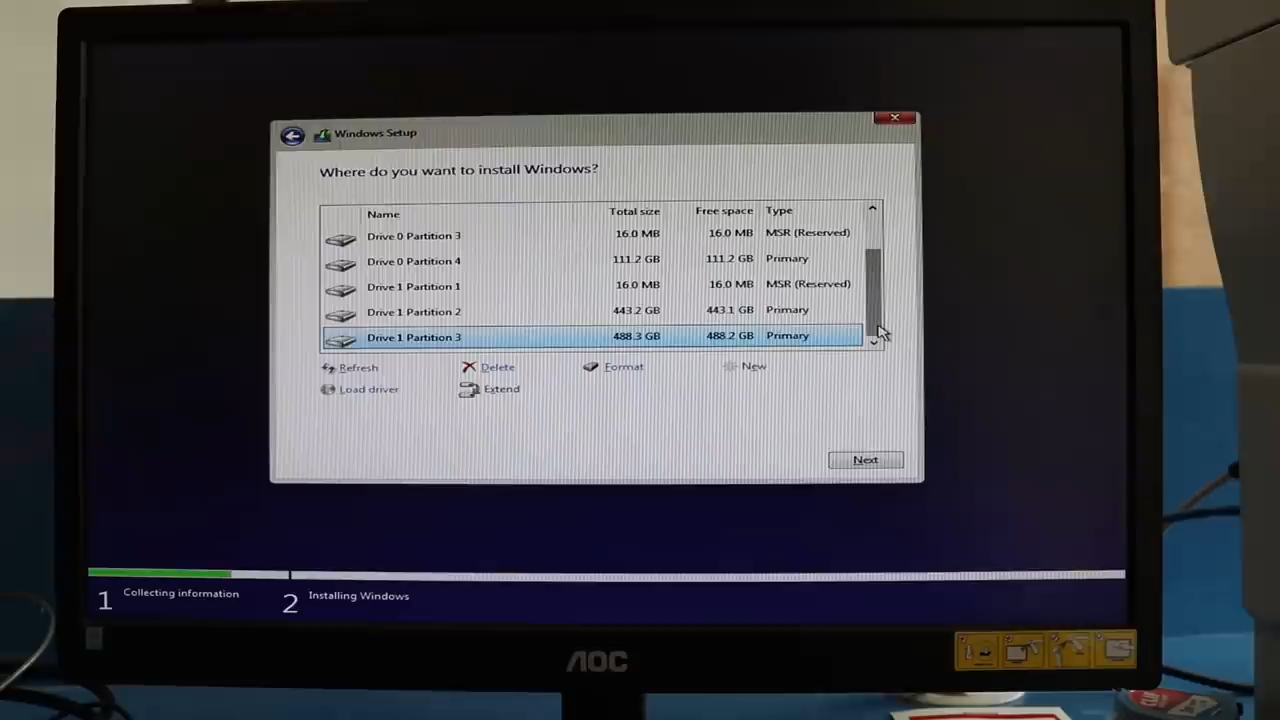 Windows Setup
Where do you want to install Windows?
Name Total size Free space Type
Drive 0 Partition 3 16.0 MB 16.0 MB MSR (Reserved)
Drive 0 Partition 4 111.2 GB 111.2 GB Primary
Drive 1 Partition 1 16.0 MB 16.0 MB MSR (Reserved)
Drive 1 Partition 2 443.2 GB 443.1 GB Primary
Drive 1 Partition 3 488.3 GB 488.2 GB Primary
Refresh Delete Format New
Load driver Extend
Next
1 Collecting information 2 Installing Windows
AOC